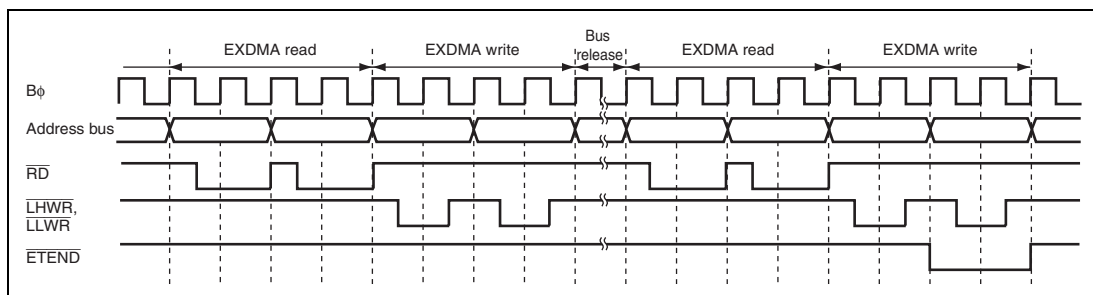 Bus
EXDMA read EXDMA write release EXDMA read EXDMA write
Bϕ
Address bus
RD
LHWR,
LLWR
ETEND